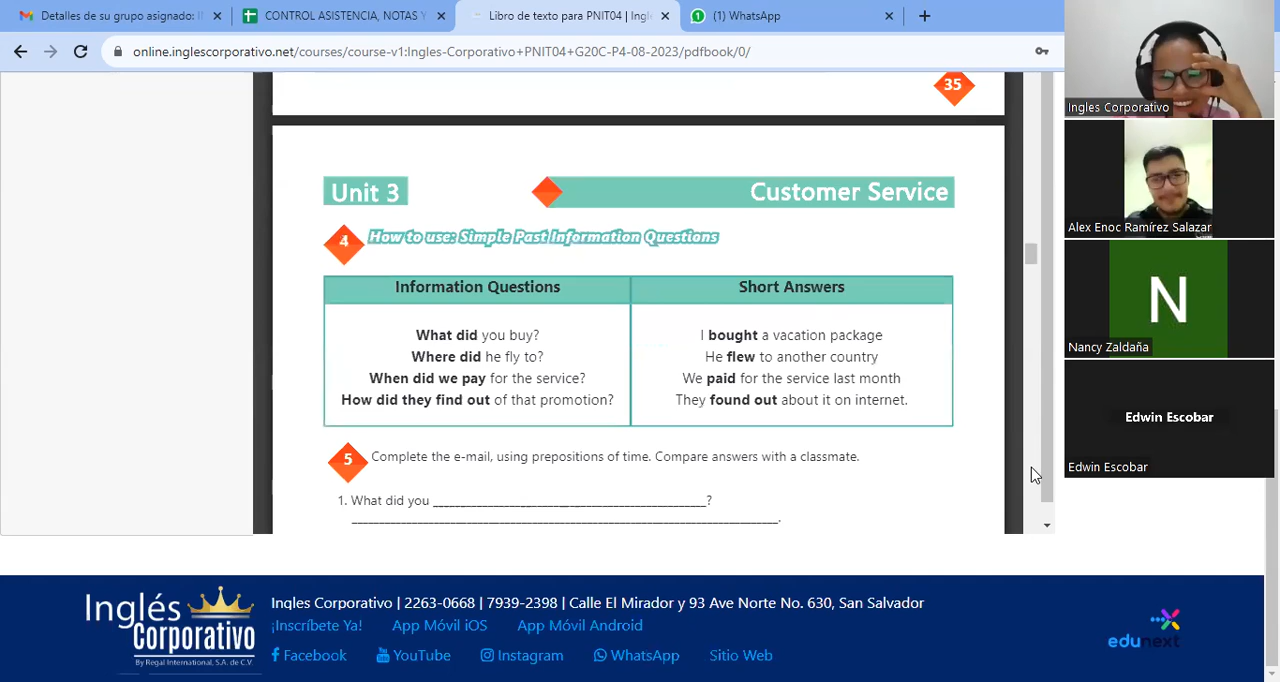 Detalles de su grupo asignado: I
CONTROL ASISTENCIA, NOTAS Y
Libro de texto para PNIT04 | Ingl
(1) WhatsApp
online.inglescorporativo.net/courses/course-v1:Ingles-Corporativo+PNIT04+G20C-P4-08-2023/pdfbook/0/
35
Unit 3
Customer Service
4
How to use: Simple Past Information Questions
Information Questions
Short Answers
What did you buy?
I bought a vacation package
Where did he fly to?
He flew to another country
When did we pay for the service?
We paid for the service last month
How did they find out of that promotion?
They found out about it on internet.
5
Complete the e-mail, using prepositions of time. Compare answers with a classmate.
1. What did you ______________________________?
______________________________________________.
Ingles Corporativo
Alex Enoc Ramírez Salazar
N
Nancy Zaldaña
Edwin Escobar
Edwin Escobar
Inglés
Corporativo
By Regal International, S.A. de C.V.
Ingles Corporativo | 2263-0668 | 7939-2398 | Calle El Mirador y 93 Ave Norte No. 630, San Salvador
¡Inscríbete Ya!
App Móvil iOS
App Móvil Android
Facebook
YouTube
Instagram
WhatsApp
Sitio Web
edunext